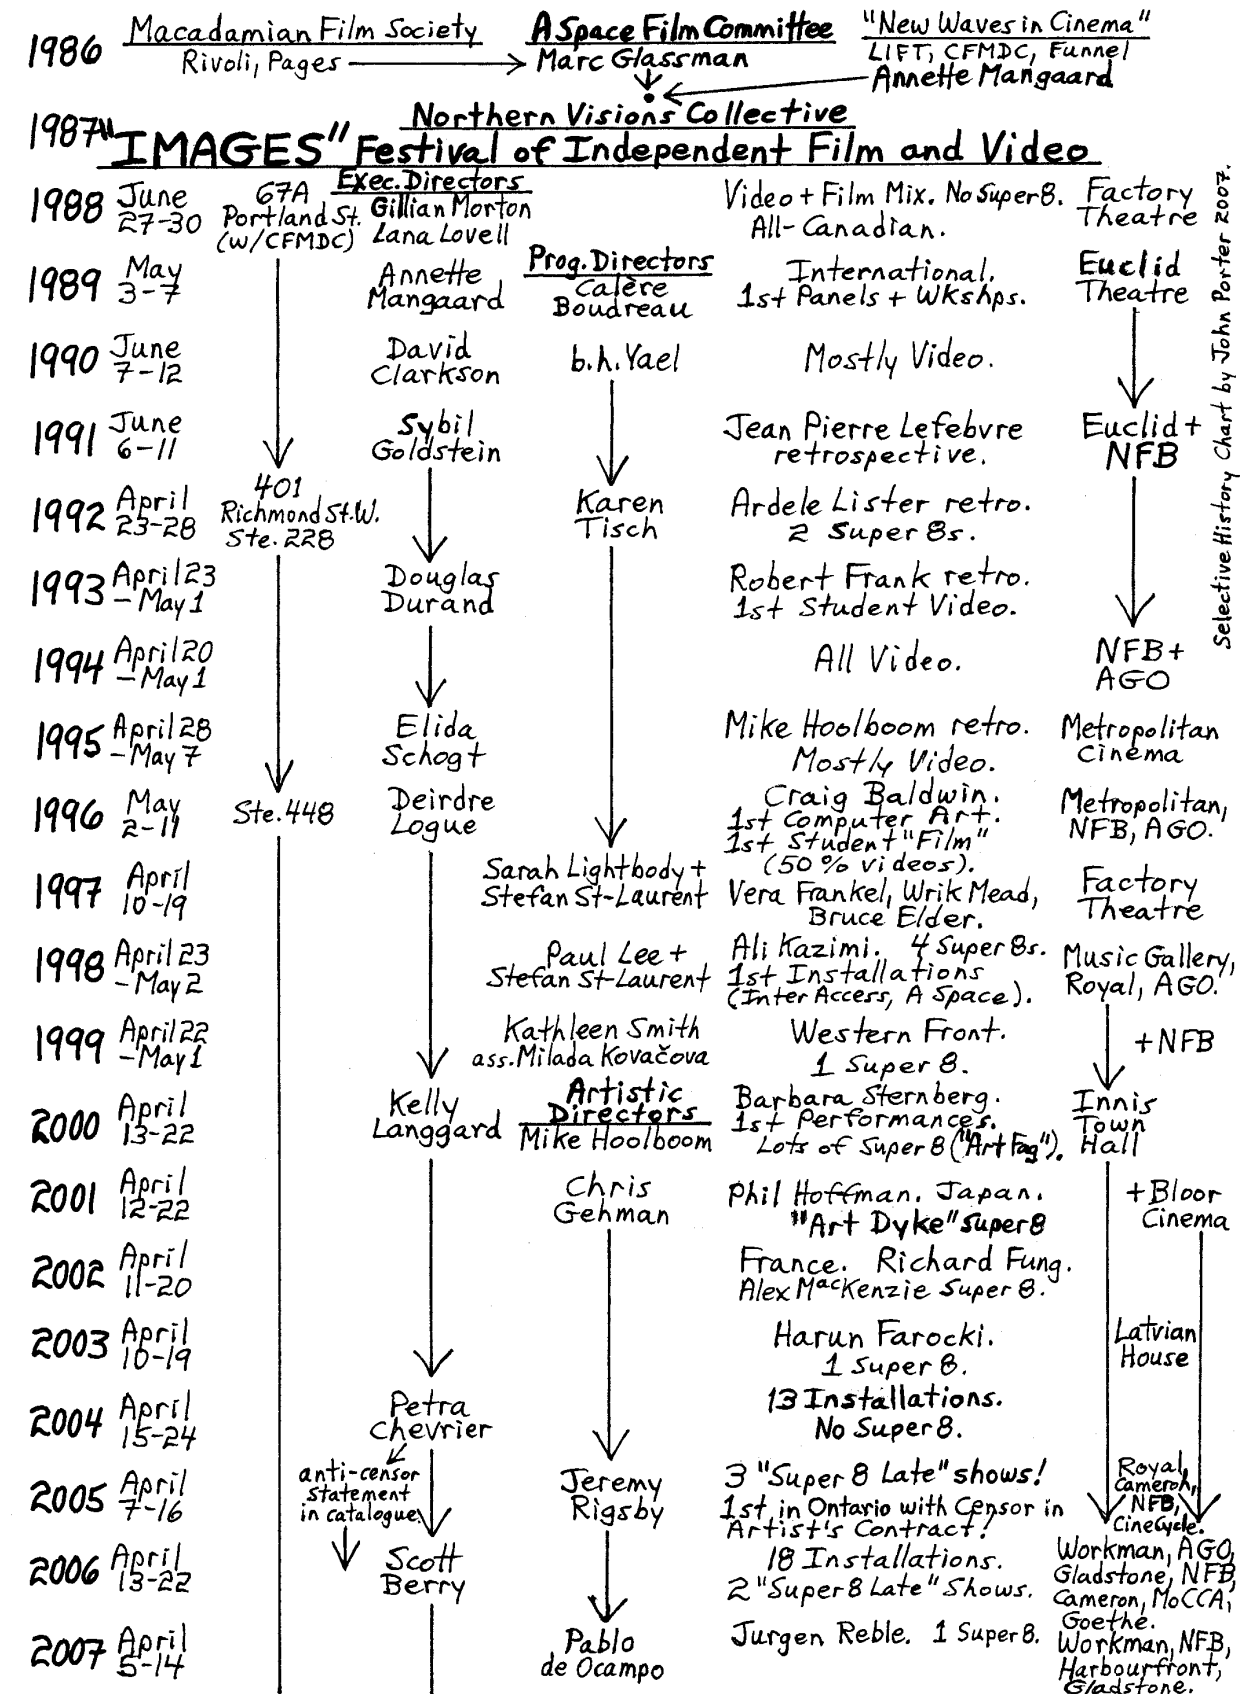 1986
Macadamian Film Society
Rivoli, Pages
A Space Film Committee
Marc Glassman
"New Waves in Cinema"
LIFT, CFMDC, Funnel
Annette Mangaard
1987
Northern Visions Collective
"IMAGES" Festival of Independent Film and Video
1988
June
27-30
67A
Portland St.
(w/CFMDC)
Exec. Directors
Gillian Morton
Lana Lovell
Video + Film Mix. No Super8.
All-Canadian.
Factory
Theatre
1989
May
3-7
Annette
Mangaard
Prog. Directors
Calère
Boudreau
International.
1st Panels + Wkshps.
Euclid
Theatre
1990
June
7-12
David
Clarkson
b.h. Yael
Mostly Video.
1991
June
6-11
Sybil
Goldstein
Jean Pierre Lefebvre
retrospective.
Euclid +
NFB
1992
April
23-28
401
Richmond St.W.
Ste. 228
Karen
Tisch
Ardele Lister retro.
2 Super 8s.
1993
April 23
- May 1
Douglas
Durand
Robert Frank retro.
1st Student Video.
1994
April 20
- May 1
All Video.
NFB +
AGO
1995
April 28
- May 7
Elida
Schogt
Mike Hoolboom retro.
Mostly Video.
Metropolitan
Cinema
1996
May
2-11
Ste. 448
Deirdre
Logue
Craig Baldwin.
1st Computer Art.
1st Student "Film"
(50% videos).
Metropolitan,
NFB, AGO.
1997
April
10-19
Sarah Lightbody +
Stefan St-Laurent
Vera Frankel, Wrik Mead,
Bruce Elder.
Factory
Theatre
1998
April 23
- May 2
Paul Lee +
Stefan St-Laurent
Ali Kazimi. 4 Super 8s.
1st Installations
(Inter Access, A Space).
Music Gallery,
Royal, AGO.
1999
April 22
- May 1
Kathleen Smith
ass. Milada Kovačova
Western Front.
1 Super 8.
+ NFB
2000
April
13-22
Kelly
Langgard
Artistic
Directors
Mike Hoolboom
Barbara Sternberg.
1st Performances.
Lots of Super 8 ("Art Fag").
Innis
Town
Hall
2001
April
12-22
Chris
Gehman
Phil Hoffman. Japan.
"Art Dyke" Super8
+ Bloor
Cinema
2002
April
11-20
France. Richard Fung.
Alex MacKenzie Super 8.
2003
April
10-19
Harun Farocki.
1 Super 8.
Latvian
House
2004
April
15-24
Petra
Chevrier
13 Installations.
No Super 8.
2005
April
7-16
anti-censor
statement
in catalogue.
Jeremy
Rigsby
3 "Super 8 Late" shows!
1st in Ontario with Censor in
Artist's Contract!
Royal,
Cameron,
NFB,
CineCycle.
2006
April
13-22
Scott
Berry
18 Installations.
2 "Super 8 Late" Shows.
Workman, AGO,
Gladstone, NFB,
Cameron, MoCCA,
Goethe.
2007
April
5-14
Pablo
de Ocampo
Jurgen Reble. 1 Super 8.
Workman, NFB,
Harbourfront,
Gladstone.
Selective History Chart by John Porter 2007.